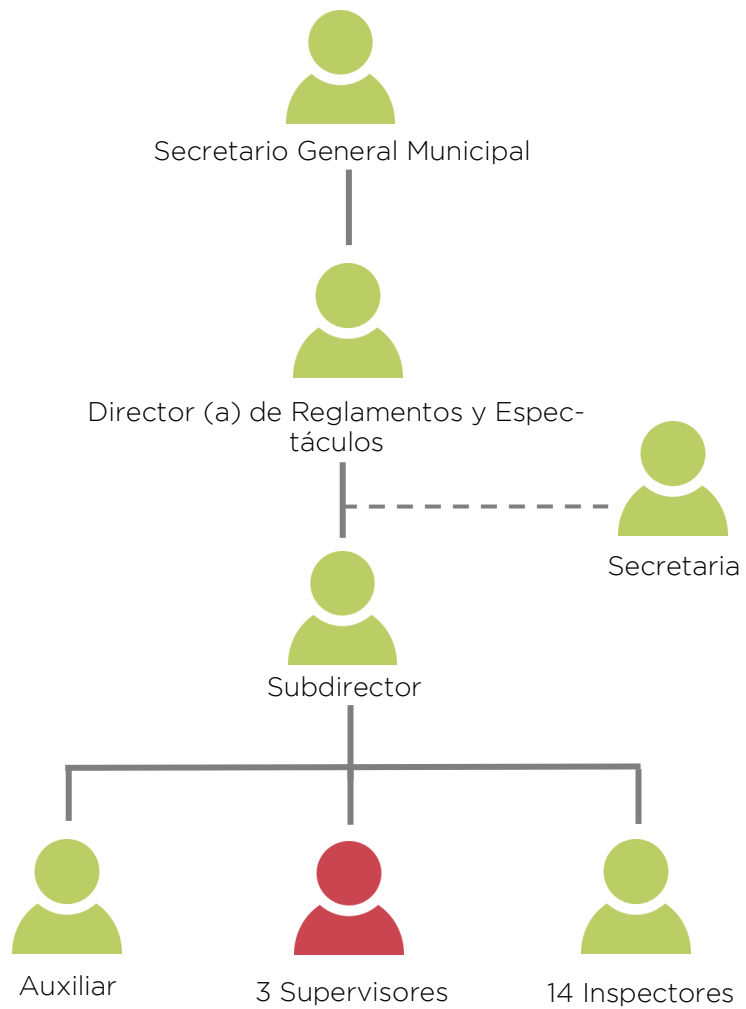 Secretario General Municipal
Director (a) de Reglamentos y Espec-
táculos
Secretaria
Subdirector
Auxiliar
3 Supervisores
14 Inspectores